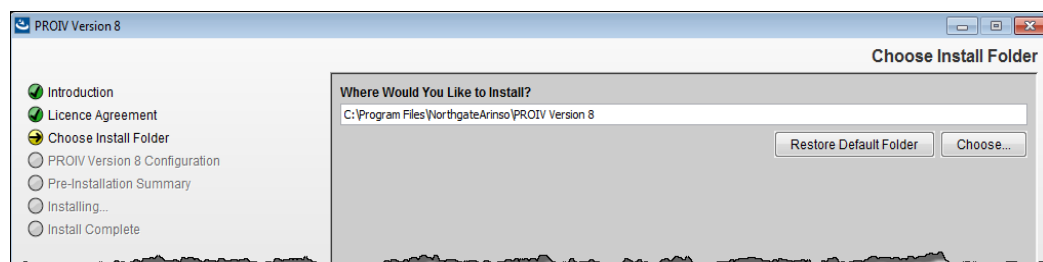 PROIV Version 8
Choose Install Folder
Introduction
Licence Agreement
Choose Install Folder
PROIV Version 8 Configuration
Pre-Installation Summary
Installing...
Install Complete
Where Would You Like to Install?
C:\Program Files\NorthgateArinso\PROIV Version 8
Restore Default Folder
Choose...